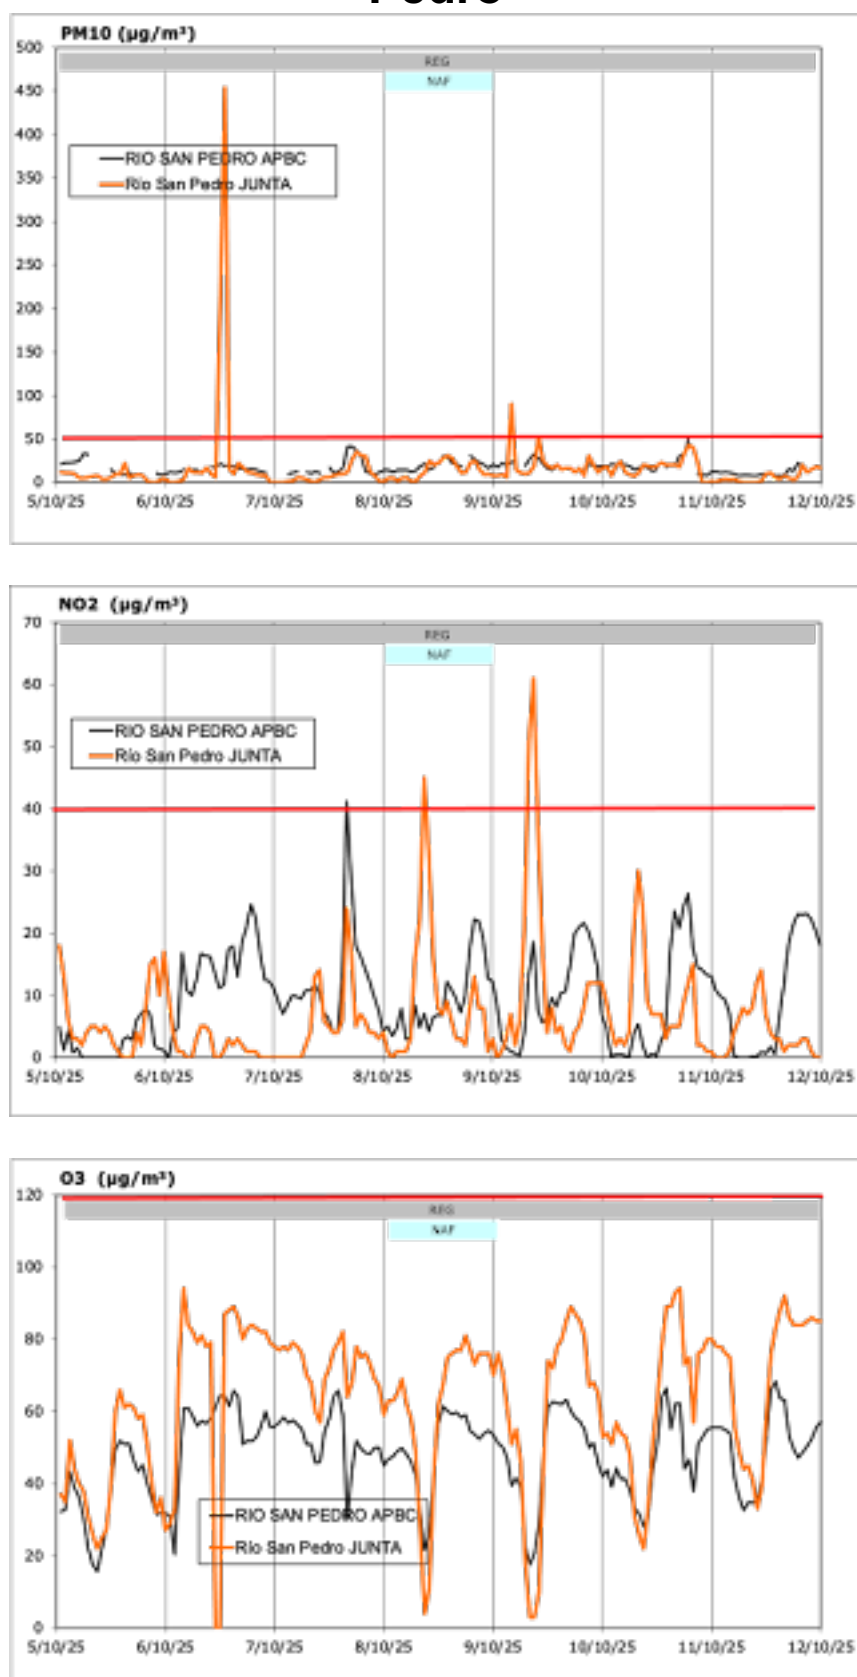 PM10 (µg/m³)
500
REG
450
NAF
400
RIO SAN PEDRO APBC
350
Río San Pedro JUNTA
300
250
200
150
100
50
0
5/10/25 6/10/25 7/10/25 8/10/25 9/10/25 10/10/25 11/10/25 12/10/25
NO2 (µg/m³)
70
REG
NAF
60
RIO SAN PEDRO APBC
50
Río San Pedro JUNTA
40
30
20
10
0
5/10/25 6/10/25 7/10/25 8/10/25 9/10/25 10/10/25 11/10/25 12/10/25
O3 (µg/m³)
120
REG
NAF
100
80
60
40
RIO SAN PEDRO APBC
20
Río San Pedro JUNTA
0
5/10/25 6/10/25 7/10/25 8/10/25 9/10/25 10/10/25 11/10/25 12/10/25